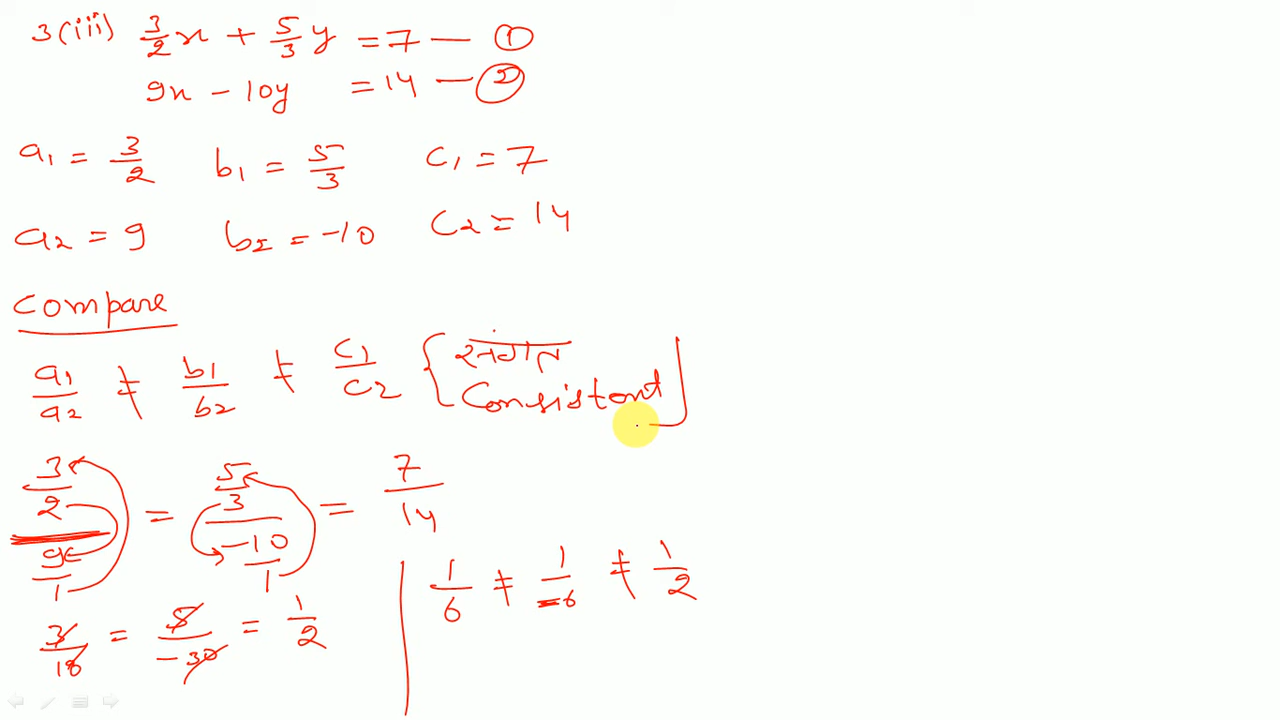 3(iii) 3/2 x + 5/3 y = 7 — ①
9x - 10y = 14 — ②
a₁ = 3/2 b₁ = 5/3 c₁ = 7
a₂ = 9 b₂ = -10 c₂ = 14
Compare
a₁/a₂ ≠ b₁/b₂ ≠ c₁/c₂ { संगत
Consistent ]
3/2 / 9/1 = 5/3 / -10/1 = 7/14
1/6 ≠ 1/-6 ≠ 1/2
3/18 = 5/-30 = 1/2